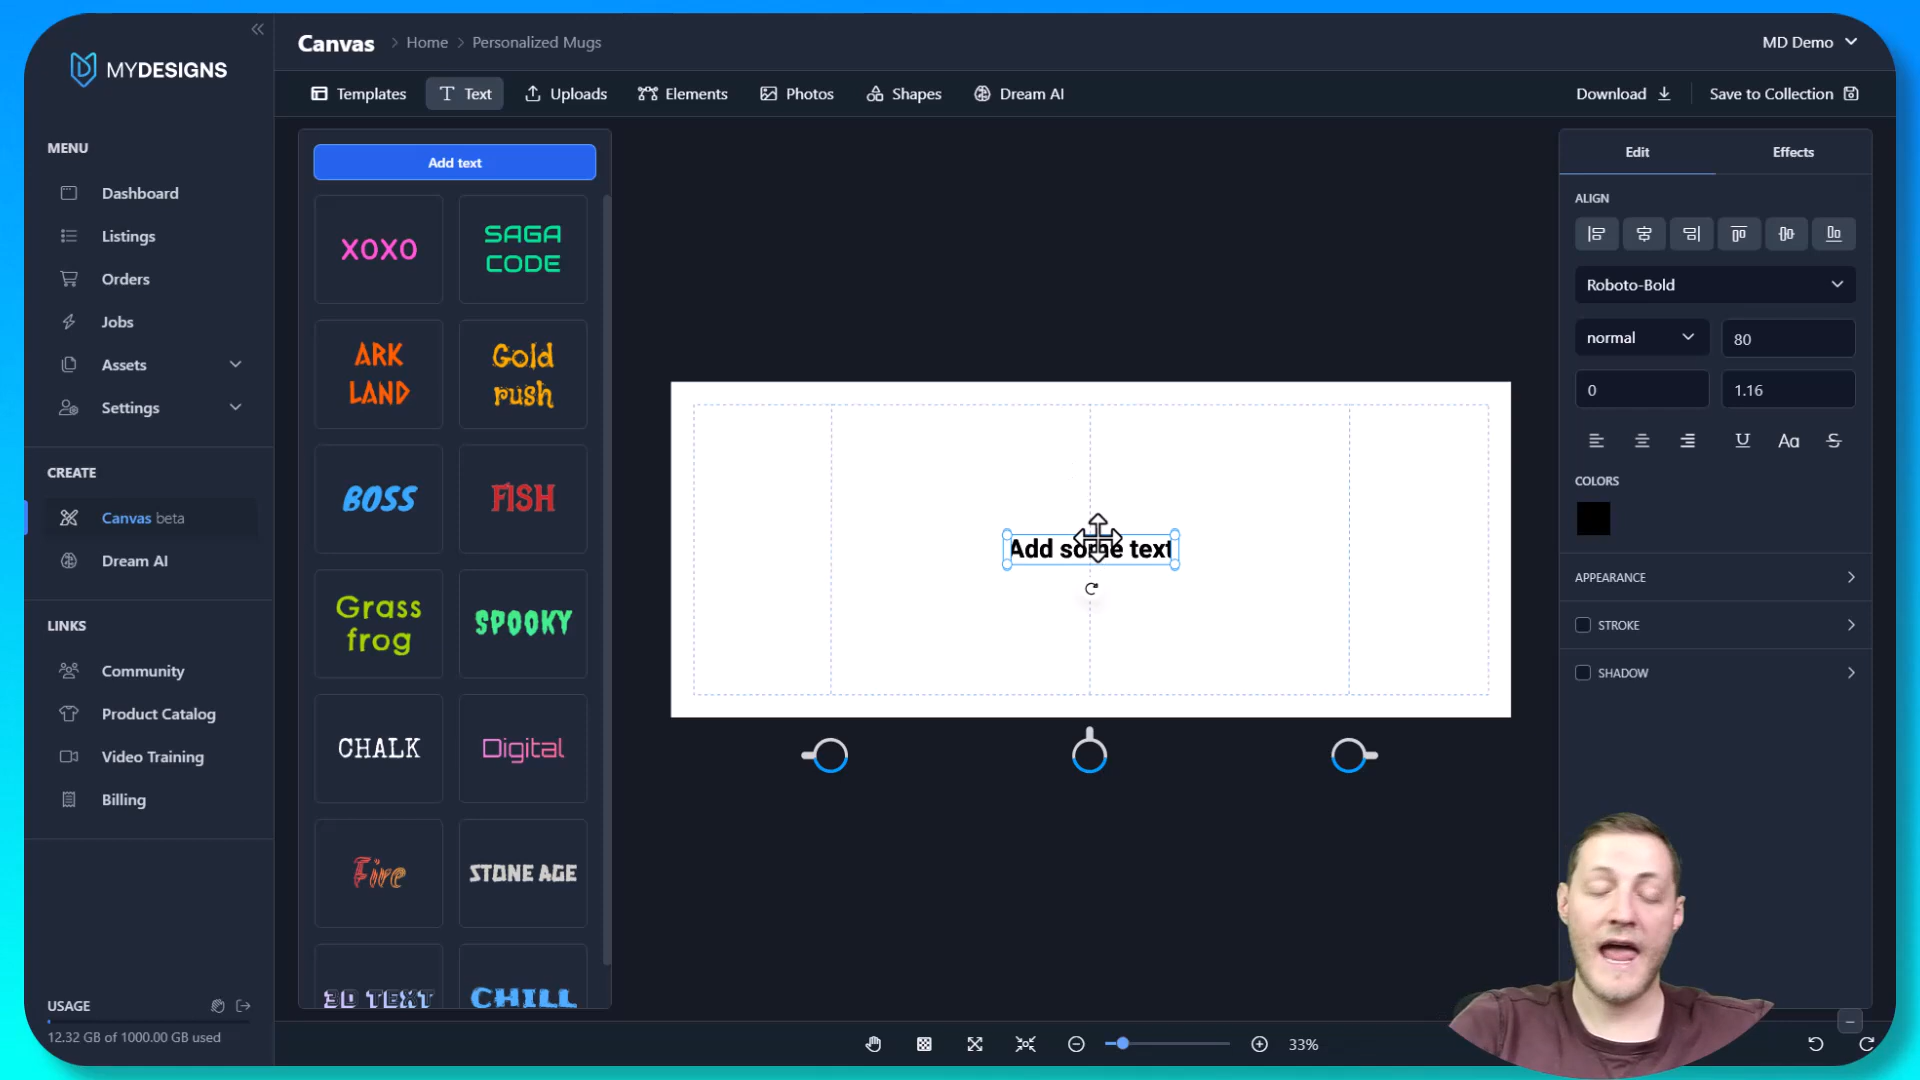 MYDESIGNS
MENU
Dashboard
Listings
Orders
Jobs
Assets
Settings
CREATE
Canvas beta
Dream AI
LINKS
Community
Product Catalog
Video Training
Billing
USAGE
12.32 GB of 1000.00 GB used
Canvas Home Personalized Mugs
MD Demo
Templates Text Uploads Elements Photos Shapes Dream AI
Download Save to Collection
Add text
XOXO
SAGA
CODE
ARK
LAND
Gold
rush
BOSS
FISH
Grass
frog
SPOOKY
CHALK
Digital
Fire
STONE AGE
3D TEXT
CHILL
Add some text
33%
Edit Effects
ALIGN
Roboto-Bold
normal 80
0 1.16
Aa
COLORS
APPEARANCE
STROKE
SHADOW